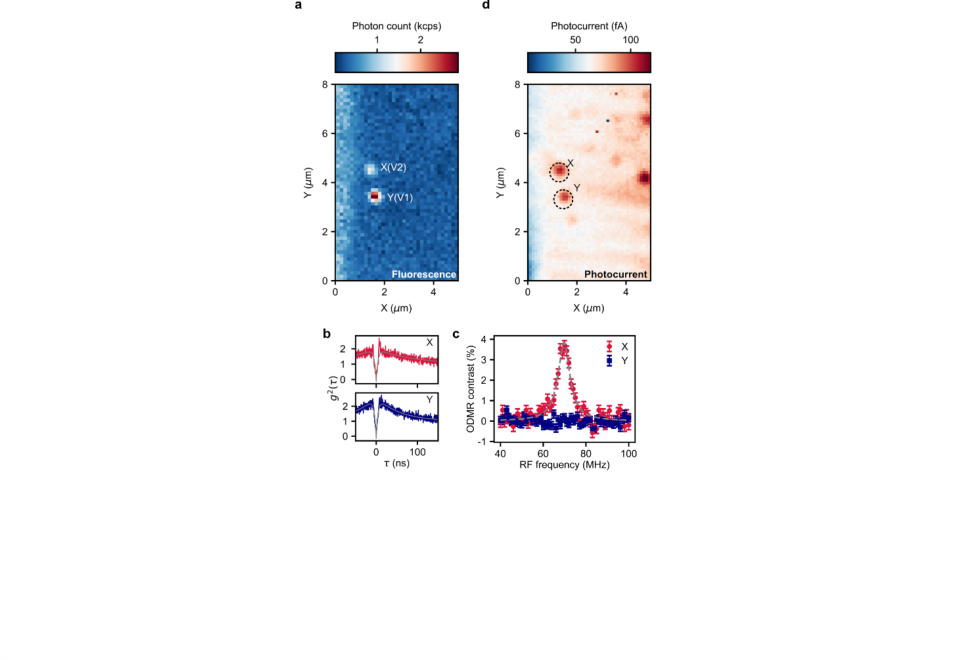 a
Photon count (kcps)
1 2
8
6
4
2
0
Y (μm)
X(V2)
Y(V1)
Fluorescence
0 2 4
X (μm)
d
Photocurrent (fA)
50 100
8
6
4
2
0
Y (μm)
X
Y
Photocurrent
0 2 4
X (μm)
b
g²(τ)
2
1
0
X
2
1
0
Y
0 100
τ (ns)
c
ODMR contrast (%)
4
3
2
1
0
-1
X
Y
40 60 80 100
RF frequency (MHz)